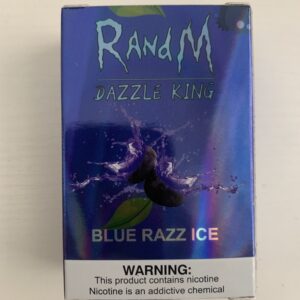 RandM
DAZZLE KING
BLUE RAZZ ICE
WARNING:
This product contains nicotine
Nicotine is an addictive chemical